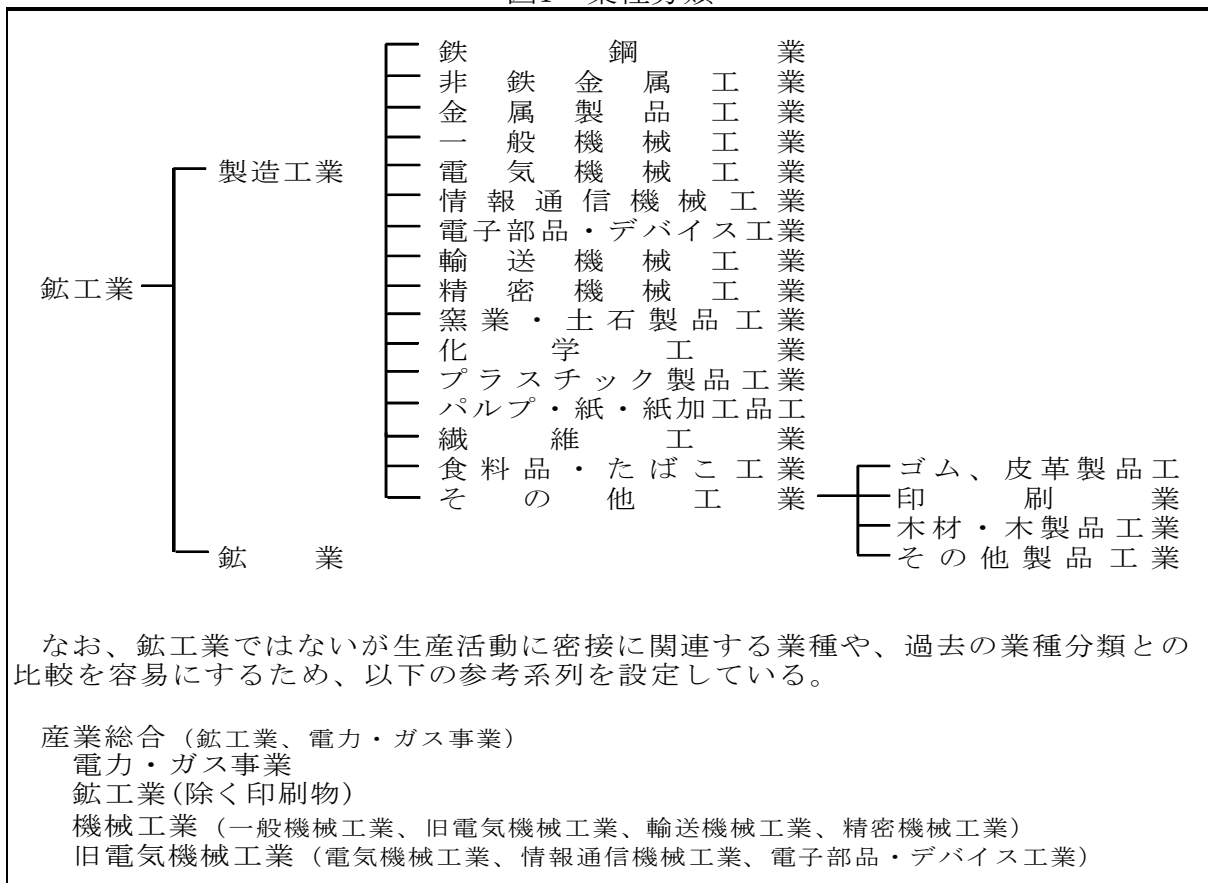 鉄鋼業
非鉄金属工業
金属製品工業
一般機械工業
製造工業 電気機械工業
情報通信機械工業
電子部品・デバイス工業
輸送機械工業
鉱工業 精密機械工業
窯業・土石製品工業
化学工業
プラスチック製品工業
パルプ・紙・紙加工品工
繊維工業
食料品・たばこ工業 ゴム、皮革製品工
その他工業 印刷業
木材・木製品工業
鉱業 その他製品工業
なお、鉱工業ではないが生産活動に密接に関連する業種や、過去の業種分類との
比較を容易にするため、以下の参考系列を設定している。
産業総合（鉱工業、電力・ガス事業）
電力・ガス事業
鉱工業(除く印刷物)
機械工業（一般機械工業、旧電気機械工業、輸送機械工業、精密機械工業）
旧電気機械工業（電気機械工業、情報通信機械工業、電子部品・デバイス工業）